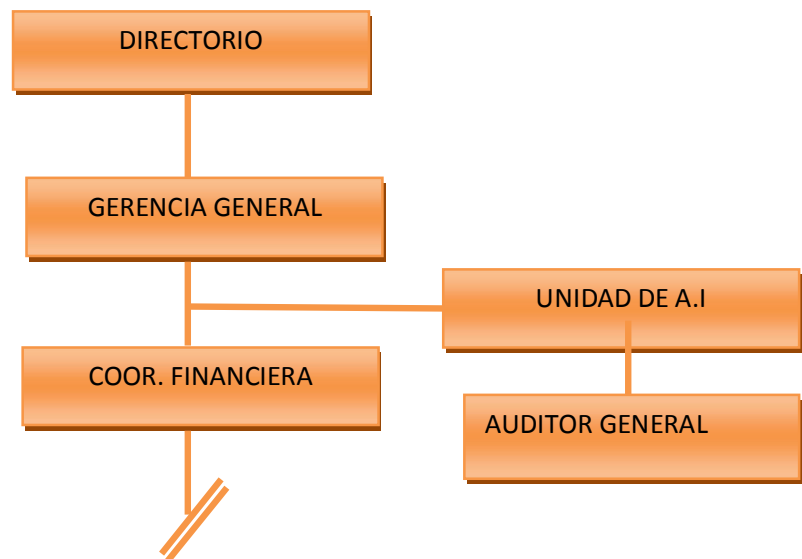 DIRECTORIO
GERENCIA GENERAL
UNIDAD DE A.I
COOR. FINANCIERA
AUDITOR GENERAL